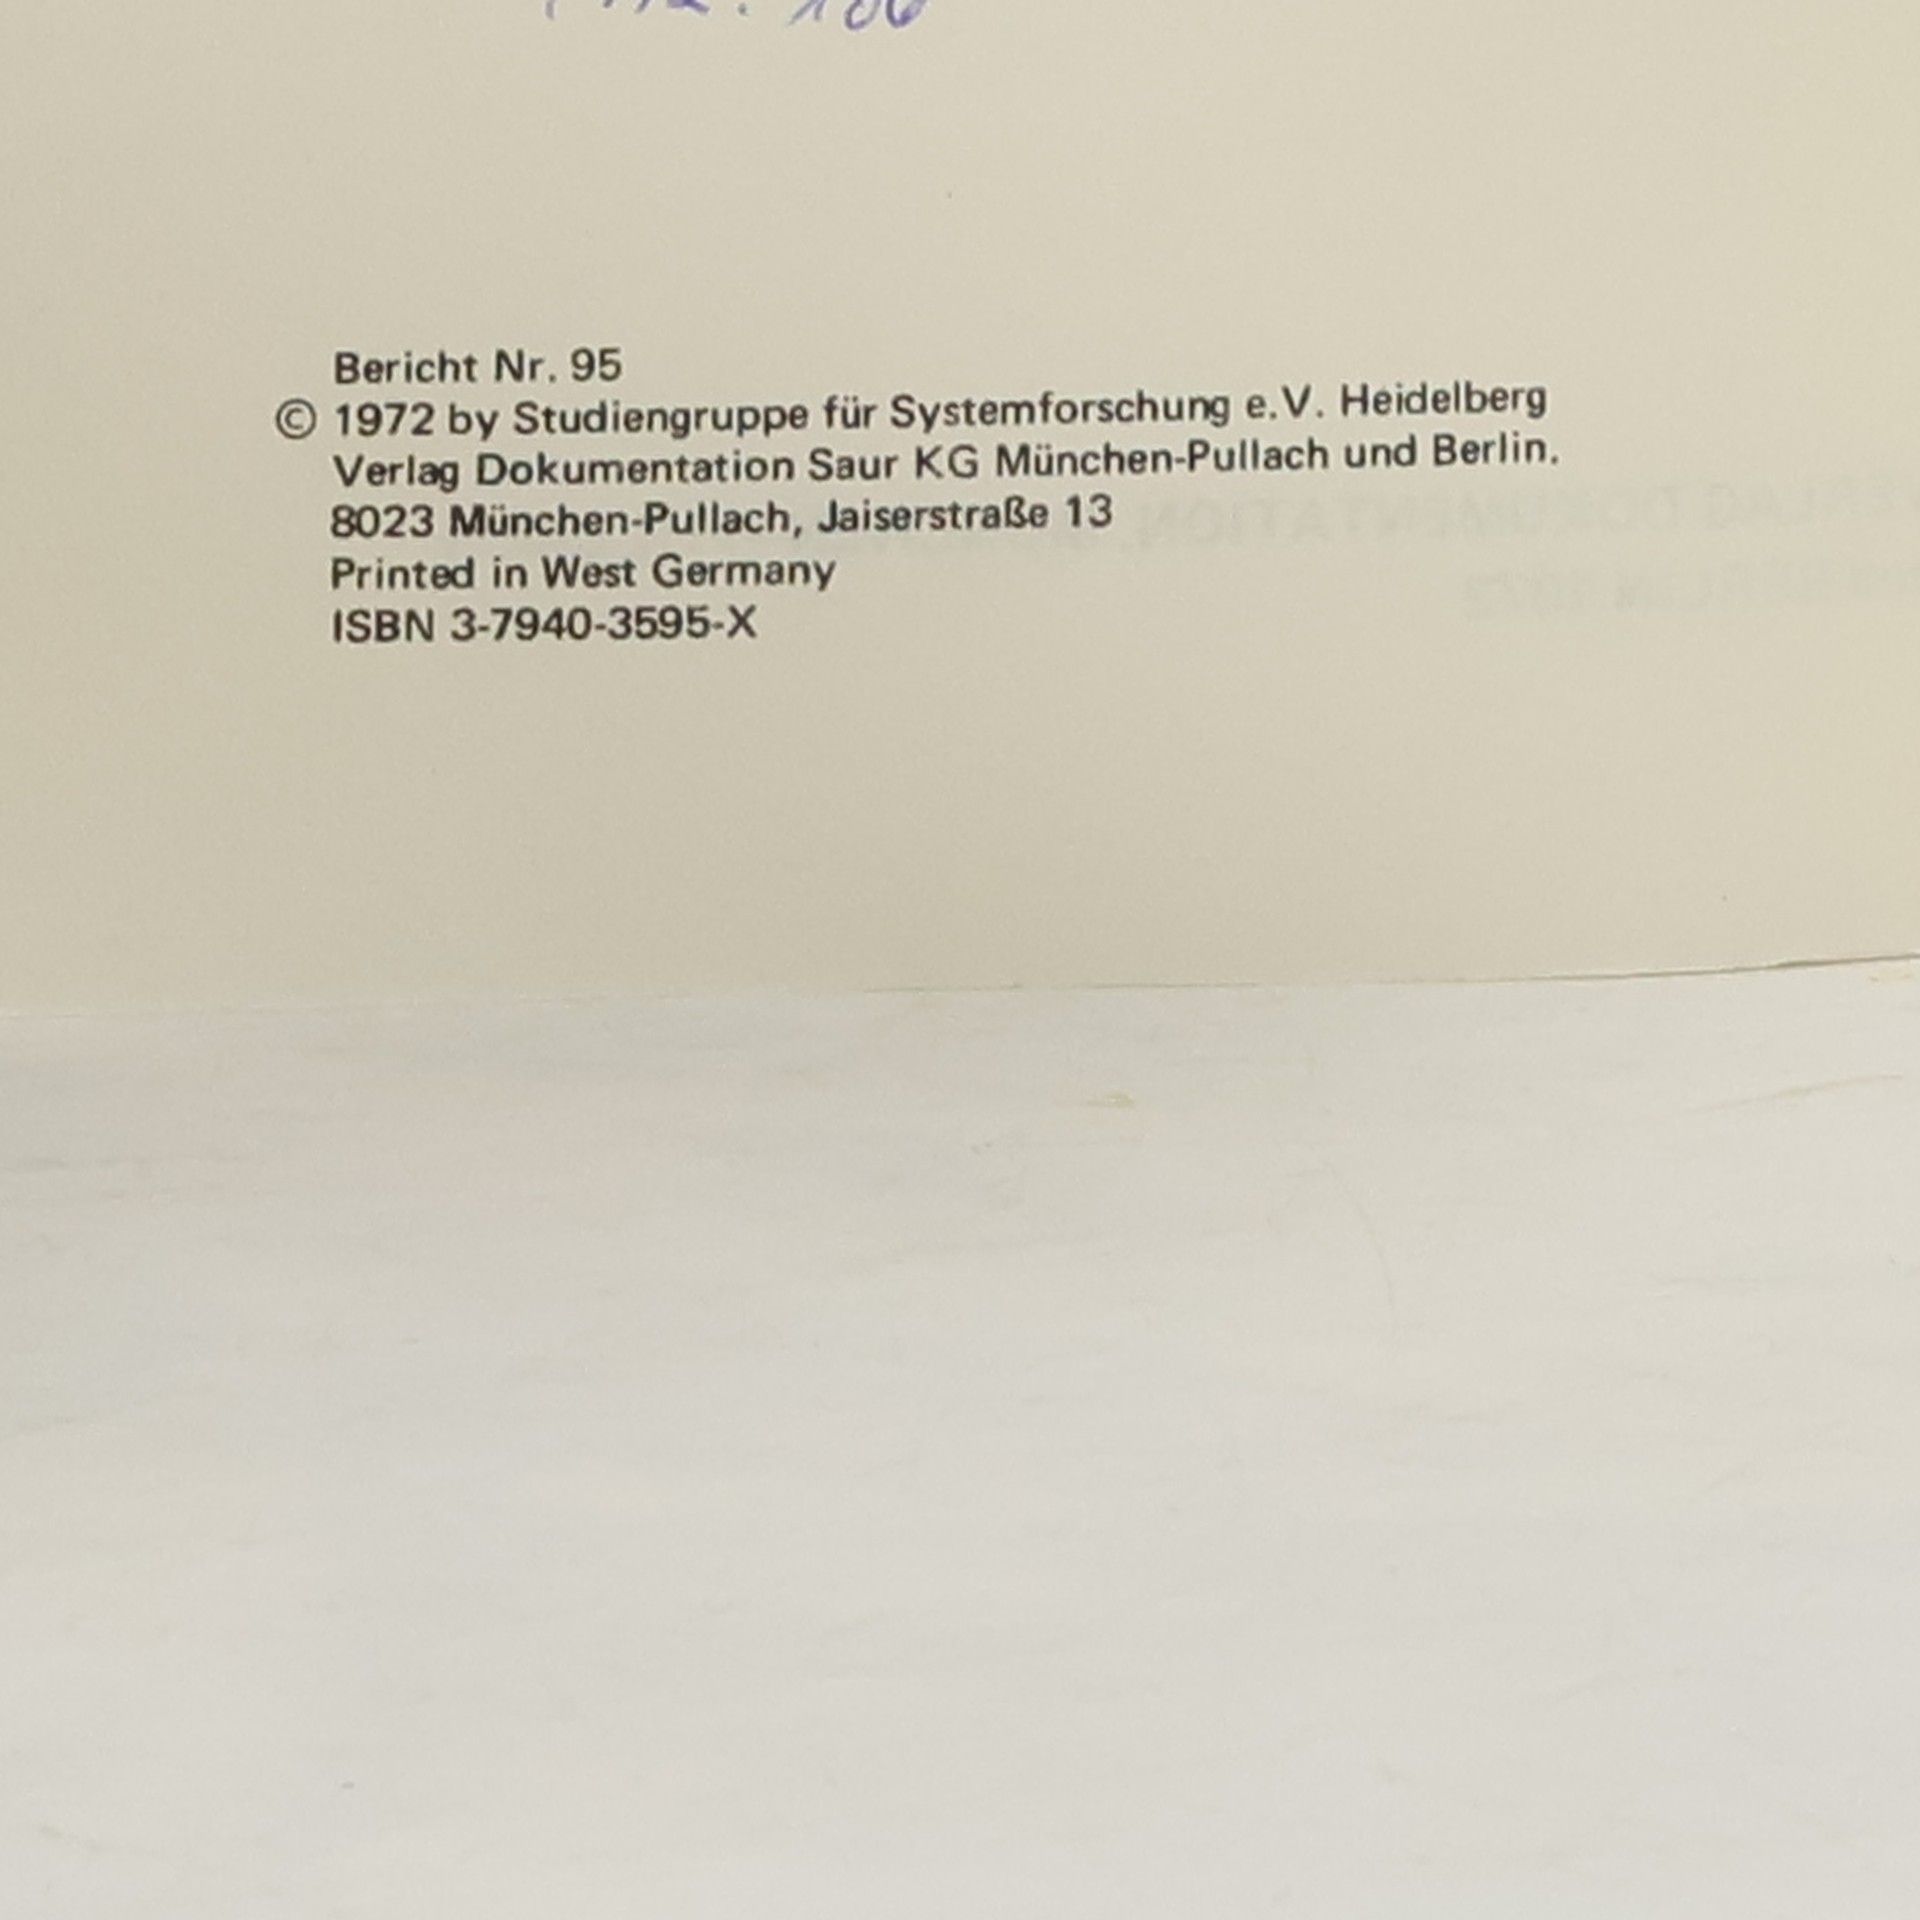 Bericht Nr. 95
© 1972 by Studiengruppe für Systemforschung e.V. Heidelberg
Verlag Dokumentation Saur KG München-Pullach und Berlin.
8023 München-Pullach, Jaiserstraße 13
Printed in West Germany
ISBN 3-7940-3595-X